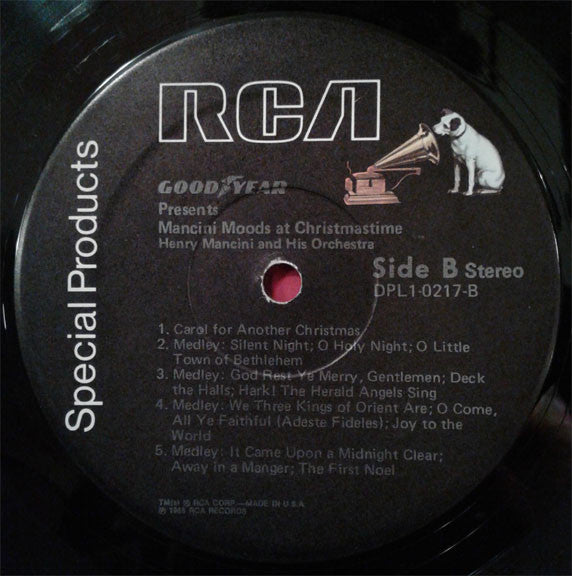 RCA
Special Products
GOODYEAR
Presents
Mancini Moods at Christmastime
Henry Mancini and His Orchestra
Side B Stereo
DPL1-0217-B
1. Carol for Another Christmas
2. Medley: Silent Night; O Holy Night; O Little
Town of Bethlehem
3. Medley: God Rest Ye Merry, Gentlemen; Deck
the Halls; Hark! The Herald Angels Sing
4. Medley: We Three Kings of Orient Are; O Come,
All Ye Faithful (Adeste Fideles); Joy to the
World
5. Medley: It Came Upon a Midnight Clear;
Away in a Manger; The First Noel
TM(s) ® RCA CORP.—MADE IN U.S.A.
℗ 1966 RCA RECORDS